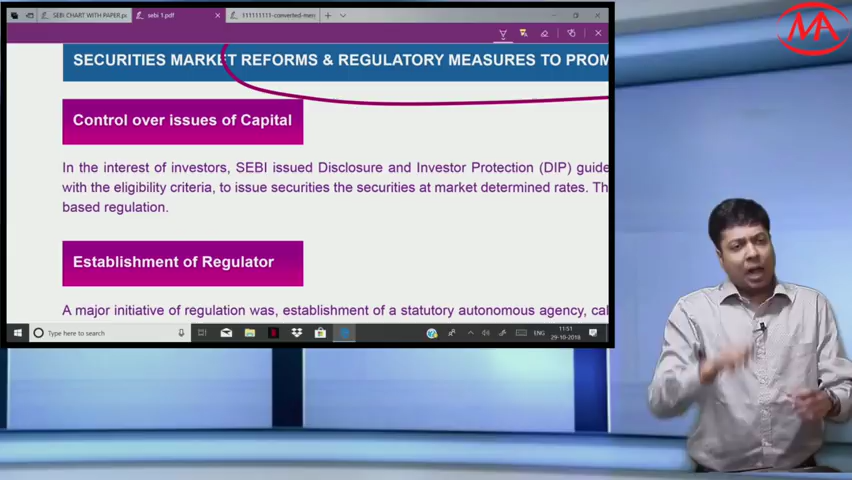 SEBI CHART WITH PAPER.p
sebi 1.pdf
111111111-converted-mer
MA
SECURITIES MARKET REFORMS & REGULATORY MEASURES TO PROM
Control over issues of Capital
In the interest of investors, SEBI issued Disclosure and Investor Protection (DIP) guide
with the eligibility criteria, to issue securities the securities at market determined rates. Th
based regulation.
Establishment of Regulator
A major initiative of regulation was, establishment of a statutory autonomous agency, cal
Type here to search
ENG
11:51
29-10-2018